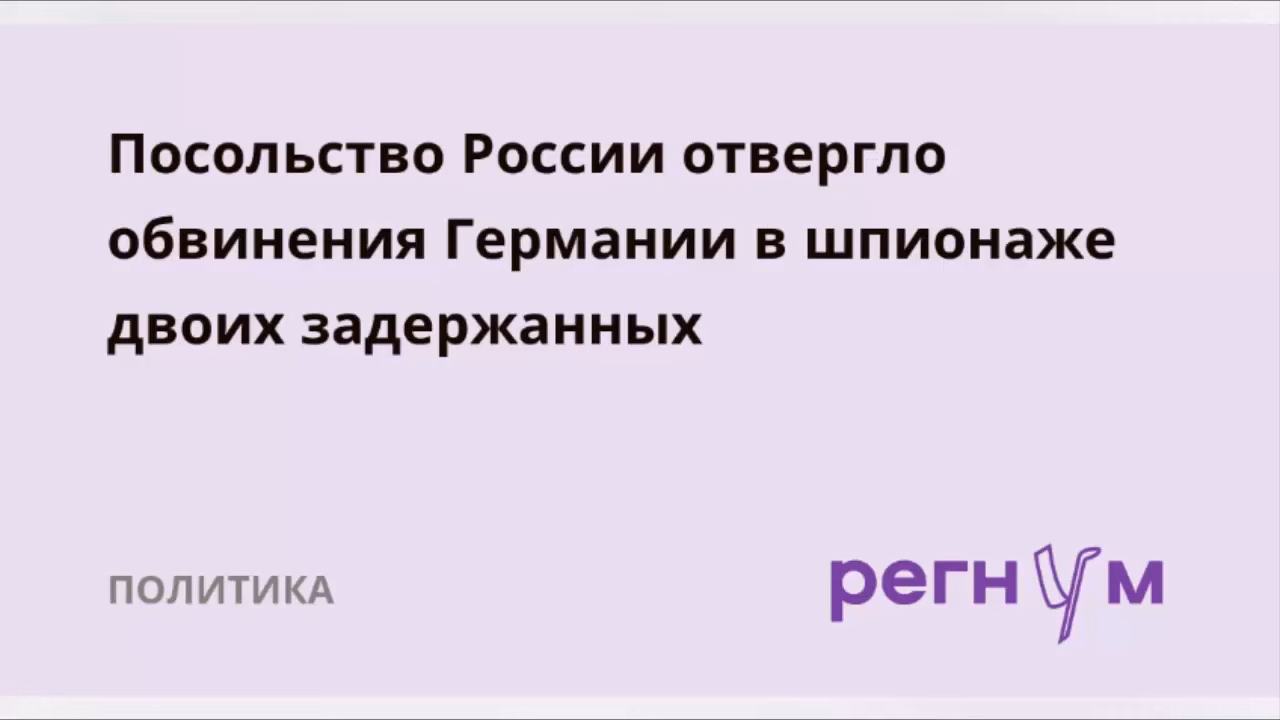 Посольство России отвергло
обвинения Германии в шпионаже
двоих задержанных
ПОЛИТИКА
регнум